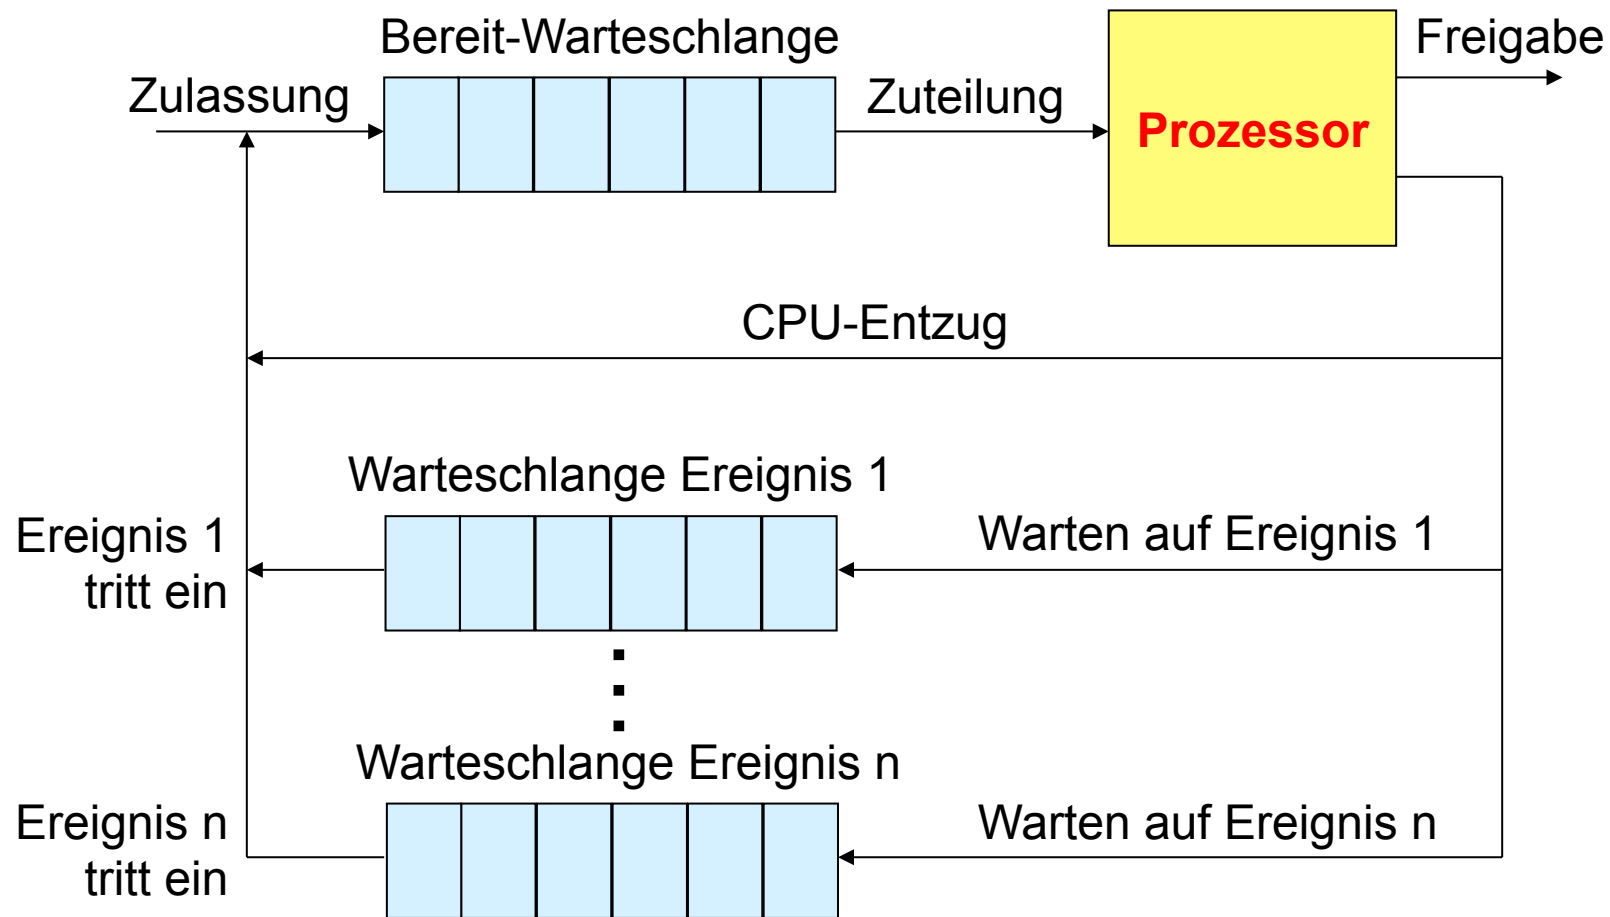 Bereit-Warteschlange
Freigabe
Zulassung
Zuteilung
Prozessor
CPU-Entzug
Warteschlange Ereignis 1
Ereignis 1
tritt ein
Warten auf Ereignis 1
Warteschlange Ereignis n
Ereignis n
tritt ein
Warten auf Ereignis n